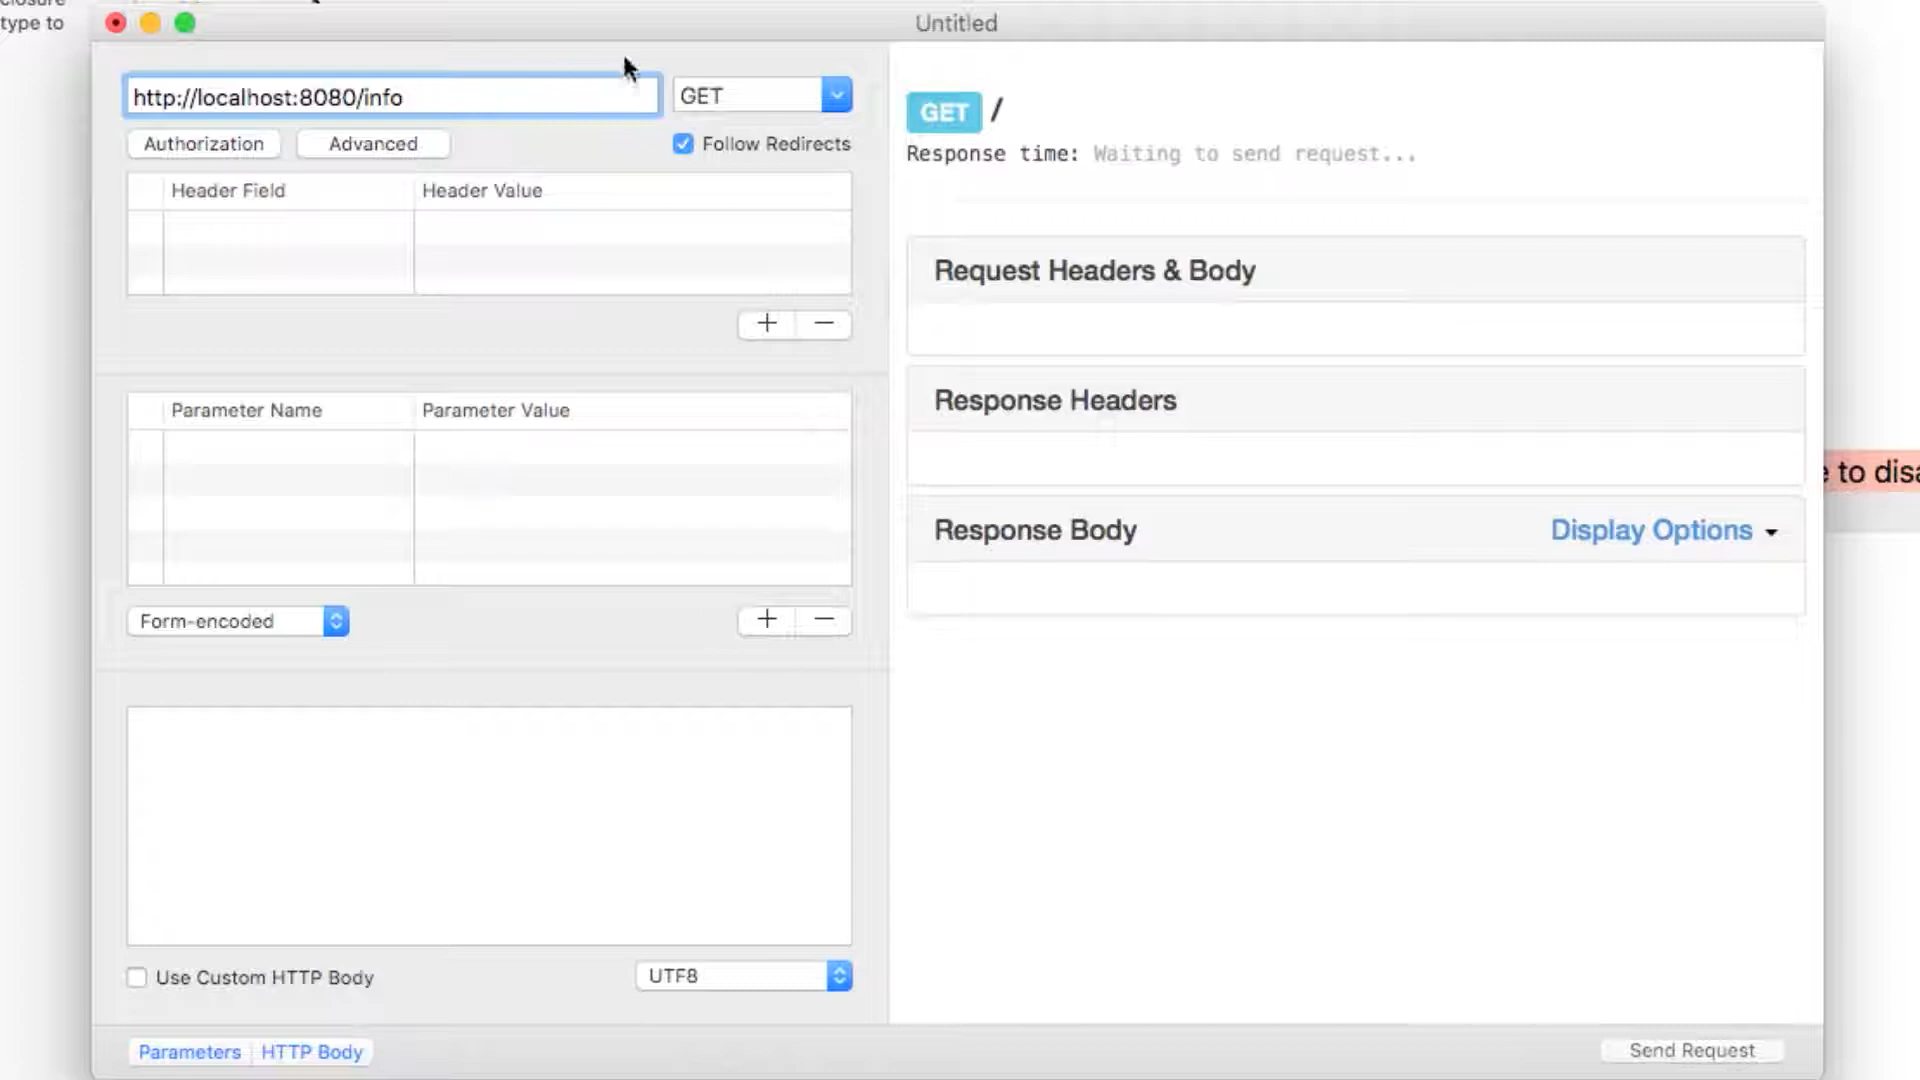 type to
Untitled
http://localhost:8080/info
GET
Authorization
Advanced
Follow Redirects
Header Field
Header Value
+
−
Parameter Name
Parameter Value
Form-encoded
+
−
Use Custom HTTP Body
UTF8
Parameters
HTTP Body
GET /
Response time: Waiting to send request...
Request Headers & Body
Response Headers
Response Body
Display Options
Send Request
to disa